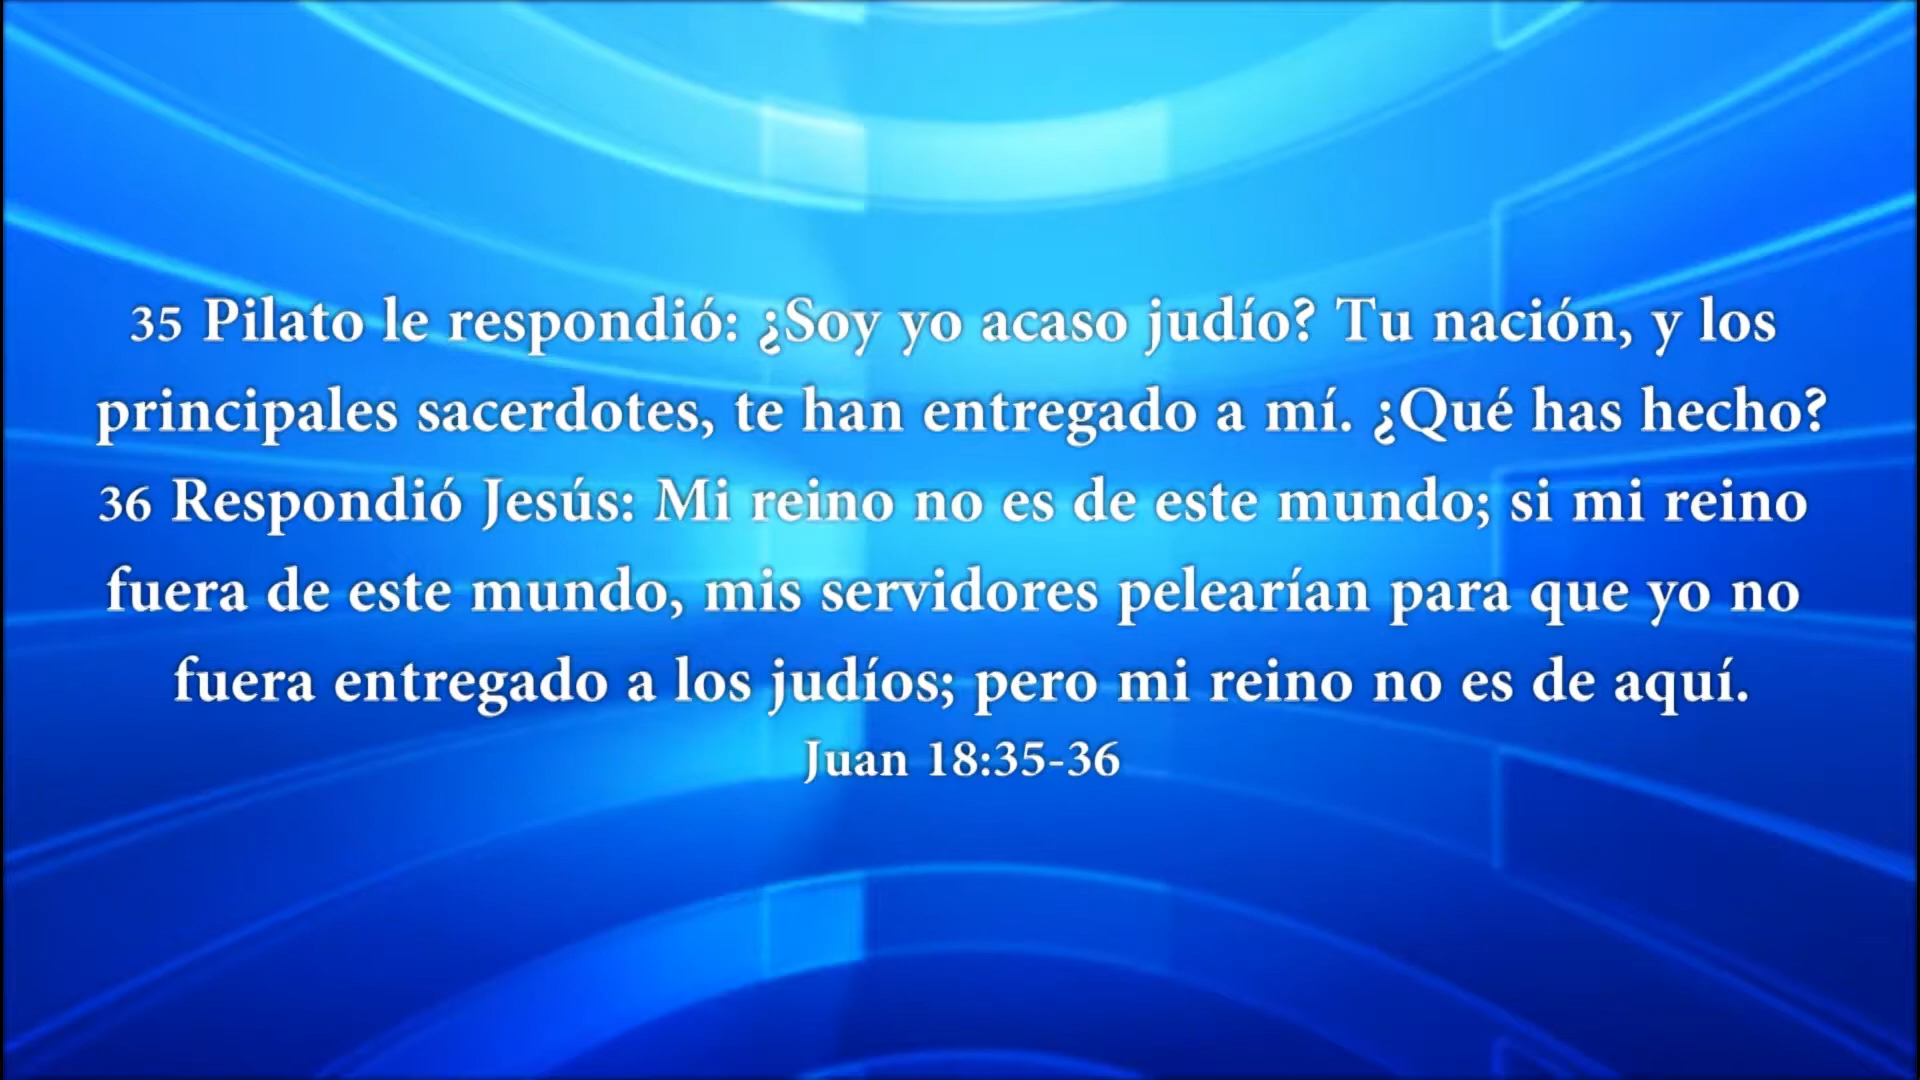 35 Pilato le respondió: ¿Soy yo acaso judío? Tu nación, y los
principales sacerdotes, te han entregado a mí. ¿Qué has hecho?
36 Respondió Jesús: Mi reino no es de este mundo; si mi reino
fuera de este mundo, mis servidores pelearían para que yo no
fuera entregado a los judíos; pero mi reino no es de aquí.
Juan 18:35-36